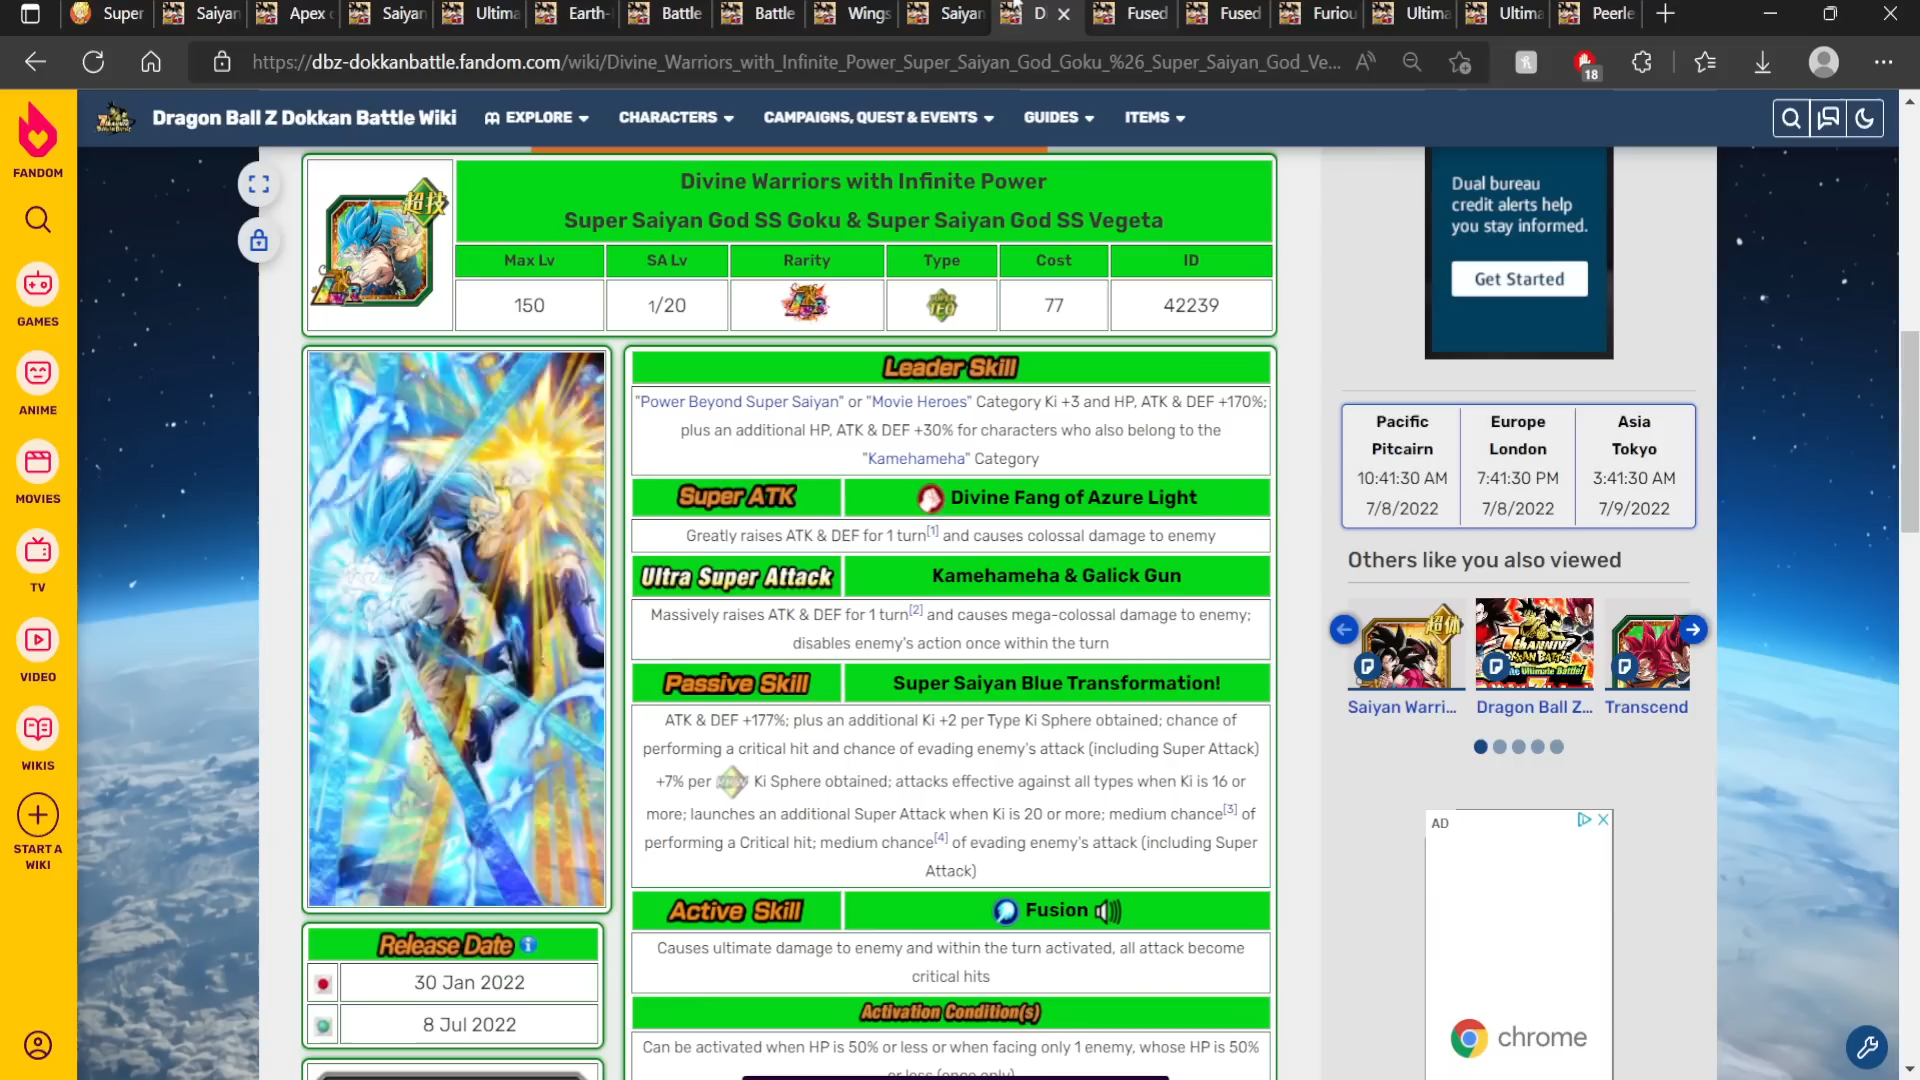 Super
Saiyan
Apex
Saiyan
Ultima
Earth-
Battle
Battle
Wings
Saiyan
D
Fused
Fused
Furiou
Ultima
Ultima
Peerle
https://dbz-dokkanbattle.fandom.com/wiki/Divine_Warriors_with_Infinite_Power_Super_Saiyan_God_Goku_%26_Super_Saiyan_God_Ve...
18
Dragon Ball Z Dokkan Battle Wiki
EXPLORE
CHARACTERS
CAMPAIGNS, QUEST & EVENTS
GUIDES
ITEMS
FANDOM
GAMES
ANIME
MOVIES
TV
VIDEO
WIKIS
START A
WIKI
超技
Divine Warriors with Infinite Power
Super Saiyan God SS Goku & Super Saiyan God SS Vegeta
Max Lv
SA Lv
Rarity
Type
Cost
ID
150
1/20
LR
SUPER
TEQ
77
42239
Leader Skill
"Power Beyond Super Saiyan" or "Movie Heroes" Category Ki +3 and HP, ATK & DEF +170%;
plus an additional HP, ATK & DEF +30% for characters who also belong to the
"Kamehameha" Category
Super ATK
Divine Fang of Azure Light
Greatly raises ATK & DEF for 1 turn[1] and causes colossal damage to enemy
Ultra Super Attack
Kamehameha & Galick Gun
Massively raises ATK & DEF for 1 turn[2] and causes mega-colossal damage to enemy;
disables enemy's action once within the turn
Passive Skill
Super Saiyan Blue Transformation!
ATK & DEF +177%; plus an additional Ki +2 per Type Ki Sphere obtained; chance of
performing a critical hit and chance of evading enemy's attack (including Super Attack)
+7% per Ki Sphere obtained; attacks effective against all types when Ki is 16 or
more; launches an additional Super Attack when Ki is 20 or more; medium chance[3] of
performing a Critical hit; medium chance[4] of evading enemy's attack (including Super
Attack)
Active Skill
Fusion
Causes ultimate damage to enemy and within the turn activated, all attack become
critical hits
Activation Condition(s)
Can be activated when HP is 50% or less or when facing only 1 enemy, whose HP is 50%
or less (once only)
Release Date
30 Jan 2022
8 Jul 2022
Dual bureau
credit alerts help
you stay informed.
Get Started
Pacific
Pitcairn
10:41:30 AM
7/8/2022
Europe
London
7:41:30 PM
7/8/2022
Asia
Tokyo
3:41:30 AM
7/9/2022
Others like you also viewed
超体
Saiyan Warri...
Dragon Ball Z...
Transcend
AD
chrome